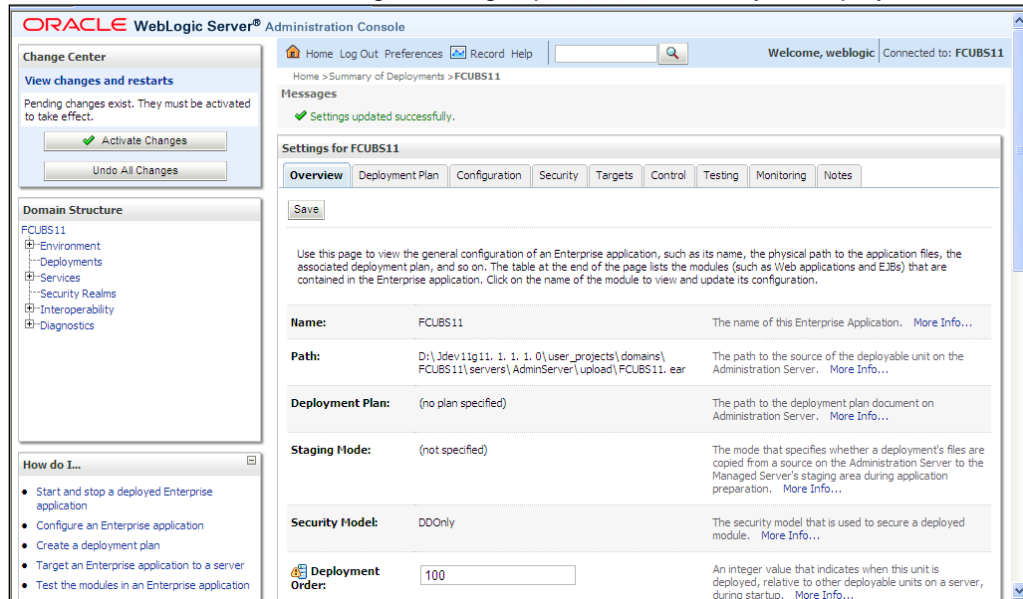 ORACLE WebLogic Server® Administration Console
Change Center
View changes and restarts
Pending changes exist. They must be activated
to take effect.
Activate Changes
Undo All Changes
Domain Structure
FCUBS11
Environment
Deployments
Services
Security Realms
Interoperability
Diagnostics
How do I...
Start and stop a deployed Enterprise
application
Configure an Enterprise application
Create a deployment plan
Target an Enterprise application to a server
Test the modules in an Enterprise application
Home Log Out Preferences Record Help
Welcome, weblogic Connected to: FCUBS11
Home >Summary of Deployments >FCUBS11
Messages
Settings updated successfully.
Settings for FCUBS11
Overview Deployment Plan Configuration Security Targets Control Testing Monitoring Notes
Save
Use this page to view the general configuration of an Enterprise application, such as its name, the physical path to the application files, the
associated deployment plan, and so on. The table at the end of the page lists the modules (such as Web applications and EJBs) that are
contained in the Enterprise application. Click on the name of the module to view and update its configuration.
Name: FCUBS11 The name of this Enterprise Application. More Info...
Path: D:\Jdev11g11. 1. 1. 1. 0\user_projects\domains\ The path to the source of the deployable unit on the
FCUBS11\servers\AdminServer\upload\FCUBS11. ear Administration Server. More Info...
Deployment Plan: (no plan specified) The path to the deployment plan document on
Administration Server. More Info...
Staging Mode: (not specified) The mode that specifies whether a deployment's files are
copied from a source on the Administration Server to the
Managed Server's staging area during application
preparation. More Info...
Security Model: DDOnly The security model that is used to secure a deployed
module. More Info...
Deployment
Order: 100 An integer value that indicates when this unit is
deployed, relative to other deployable units on a server,
during startup. More Info...